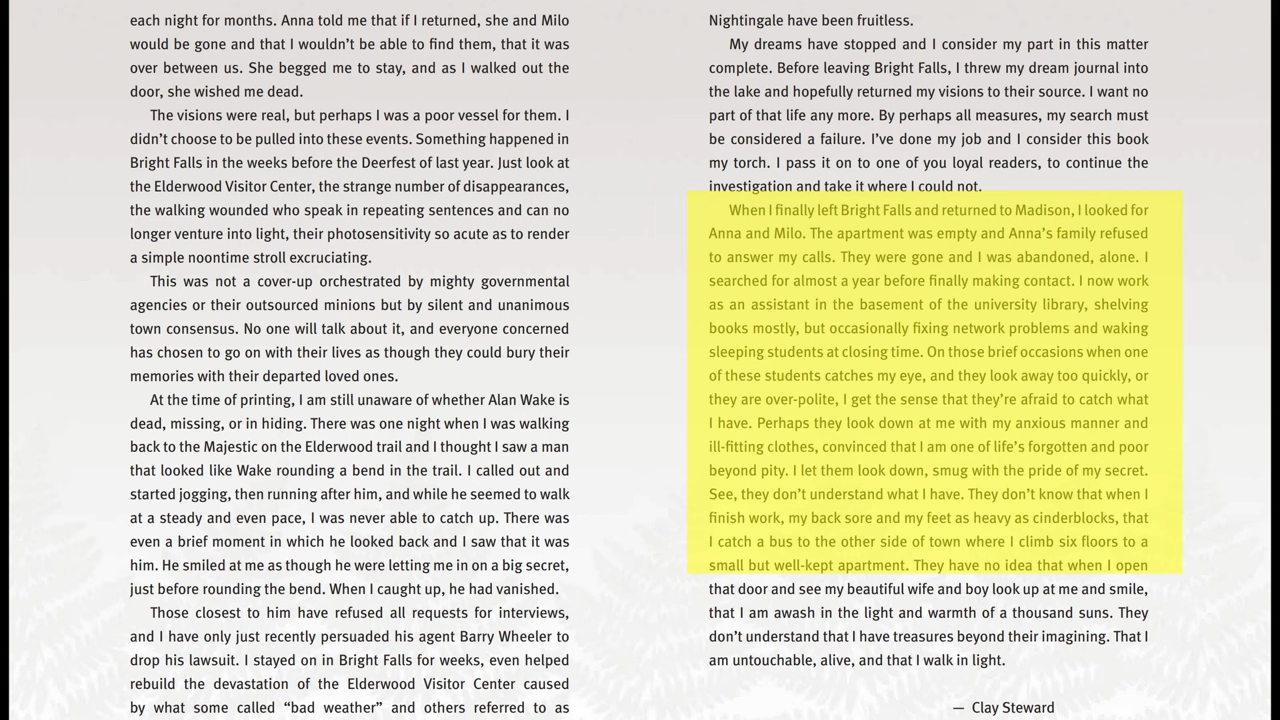 each night for months. Anna told me that if I returned, she and Milo
would be gone and that I wouldn’t be able to find them, that it was
over between us. She begged me to stay, and as I walked out the
door, she wished me dead.
The visions were real, but perhaps I was a poor vessel for them. I
didn’t choose to be pulled into these events. Something happened in
Bright Falls in the weeks before the Deerfest of last year. Just look at
the Elderwood Visitor Center, the strange number of disappearances,
the walking wounded who speak in repeating sentences and can no
longer venture into light, their photosensitivity so acute as to render
a simple noontime stroll excruciating.
This was not a cover-up orchestrated by mighty governmental
agencies or their outsourced minions but by silent and unanimous
town consensus. No one will talk about it, and everyone concerned
has chosen to go on with their lives as though they could bury their
memories with their departed loved ones.
At the time of printing, I am still unaware of whether Alan Wake is
dead, missing, or in hiding. There was one night when I was walking
back to the Majestic on the Elderwood trail and I thought I saw a man
that looked like Wake rounding a bend in the trail. I called out and
started jogging, then running after him, and while he seemed to walk
at a steady and even pace, I was never able to catch up. There was
even a brief moment in which he looked back and I saw that it was
him. He smiled at me as though he were letting me in on a big secret,
just before rounding the bend. When I caught up, he had vanished.
Those closest to him have refused all requests for interviews,
and I have only just recently persuaded his agent Barry Wheeler to
drop his lawsuit. I stayed on in Bright Falls for weeks, even helped
rebuild the devastation of the Elderwood Visitor Center caused
by what some called “bad weather” and others referred to as
Nightingale have been fruitless.
My dreams have stopped and I consider my part in this matter
complete. Before leaving Bright Falls, I threw my dream journal into
the lake and hopefully returned my visions to their source. I want no
part of that life any more. By perhaps all measures, my search must
be considered a failure. I’ve done my job and I consider this book
my torch. I pass it on to one of you loyal readers, to continue the
investigation and take it where I could not.
When I finally left Bright Falls and returned to Madison, I looked for
Anna and Milo. The apartment was empty and Anna’s family refused
to answer my calls. They were gone and I was abandoned, alone. I
searched for almost a year before finally making contact. I now work
as an assistant in the basement of the university library, shelving
books mostly, but occasionally fixing network problems and waking
sleeping students at closing time. On those brief occasions when one
of these students catches my eye, and they look away too quickly, or
they are over-polite, I get the sense that they’re afraid to catch what
I have. Perhaps they look down at me with my anxious manner and
ill-fitting clothes, convinced that I am one of life’s forgotten and poor
beyond pity. I let them look down, smug with the pride of my secret.
See, they don’t understand what I have. They don’t know that when I
finish work, my back sore and my feet as heavy as cinderblocks, that
I catch a bus to the other side of town where I climb six floors to a
small but well-kept apartment. They have no idea that when I open
that door and see my beautiful wife and boy look up at me and smile,
that I am awash in the light and warmth of a thousand suns. They
don’t understand that I have treasures beyond their imagining. That I
am untouchable, alive, and that I walk in light.
— Clay Steward